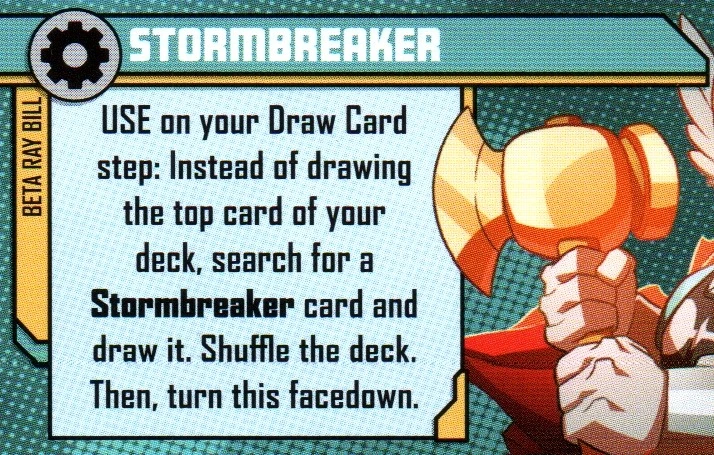 STORMBREAKER
BETA RAY BILL
USE on your Draw Card
step: Instead of drawing
the top card of your
deck, search for a
Stormbreaker card and
draw it. Shuffle the deck.
Then, turn this facedown.